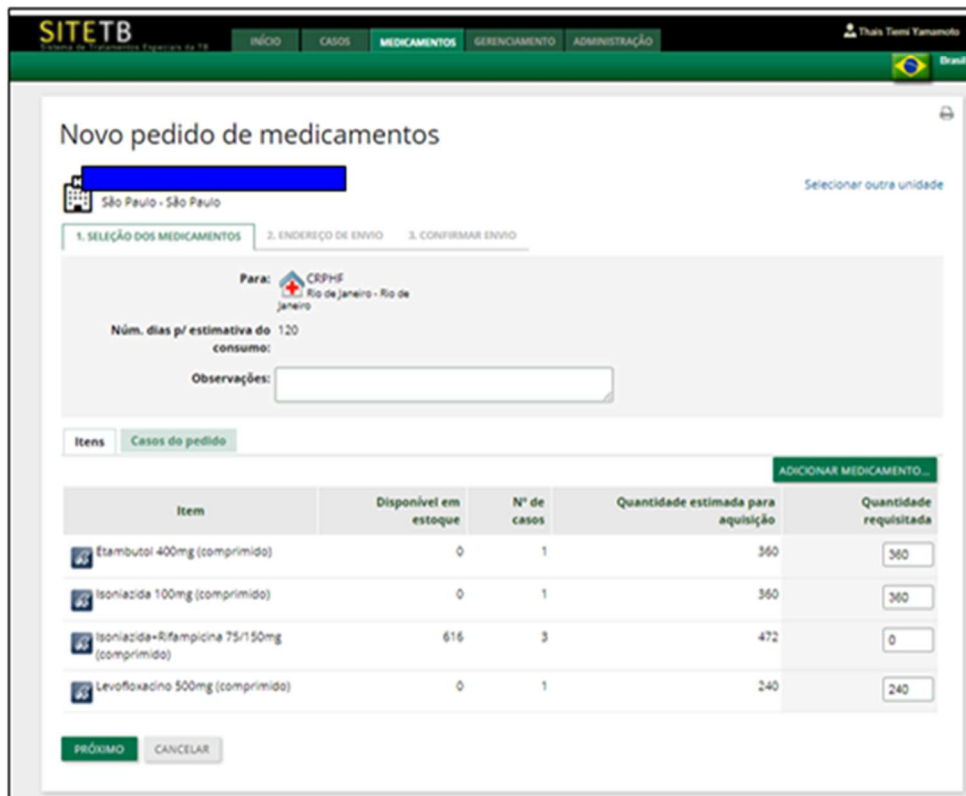 SITETB
Sistema de Tratamentos Especiais da TB
INÍCIO CASOS MEDICAMENTOS GERENCIAMENTO ADMINISTRAÇÃO
Thais Tiemi Yamamoto
Brasil
Novo pedido de medicamentos
São Paulo - São Paulo
Selecionar outra unidade
1. SELEÇÃO DOS MEDICAMENTOS 2. ENDEREÇO DE ENVIO 3. CONFIRMAR ENVIO
Para: CRPHF
Rio de Janeiro - Rio de
Janeiro
Núm. dias p/ estimativa do 120
consumo:
Observações:
Itens Casos do pedido
ADICIONAR MEDICAMENTO...
Item Disponível em estoque Nº de casos Quantidade estimada para aquisição Quantidade requisitada
Etambutol 400mg (comprimido) 0 1 360 360
Isoniazida 100mg (comprimido) 0 1 360 360
Isoniazida+Rifampicina 75/150mg 616 3 472 0
(comprimido)
Levofloxacino 500mg (comprimido) 0 1 240 240
PRÓXIMO CANCELAR